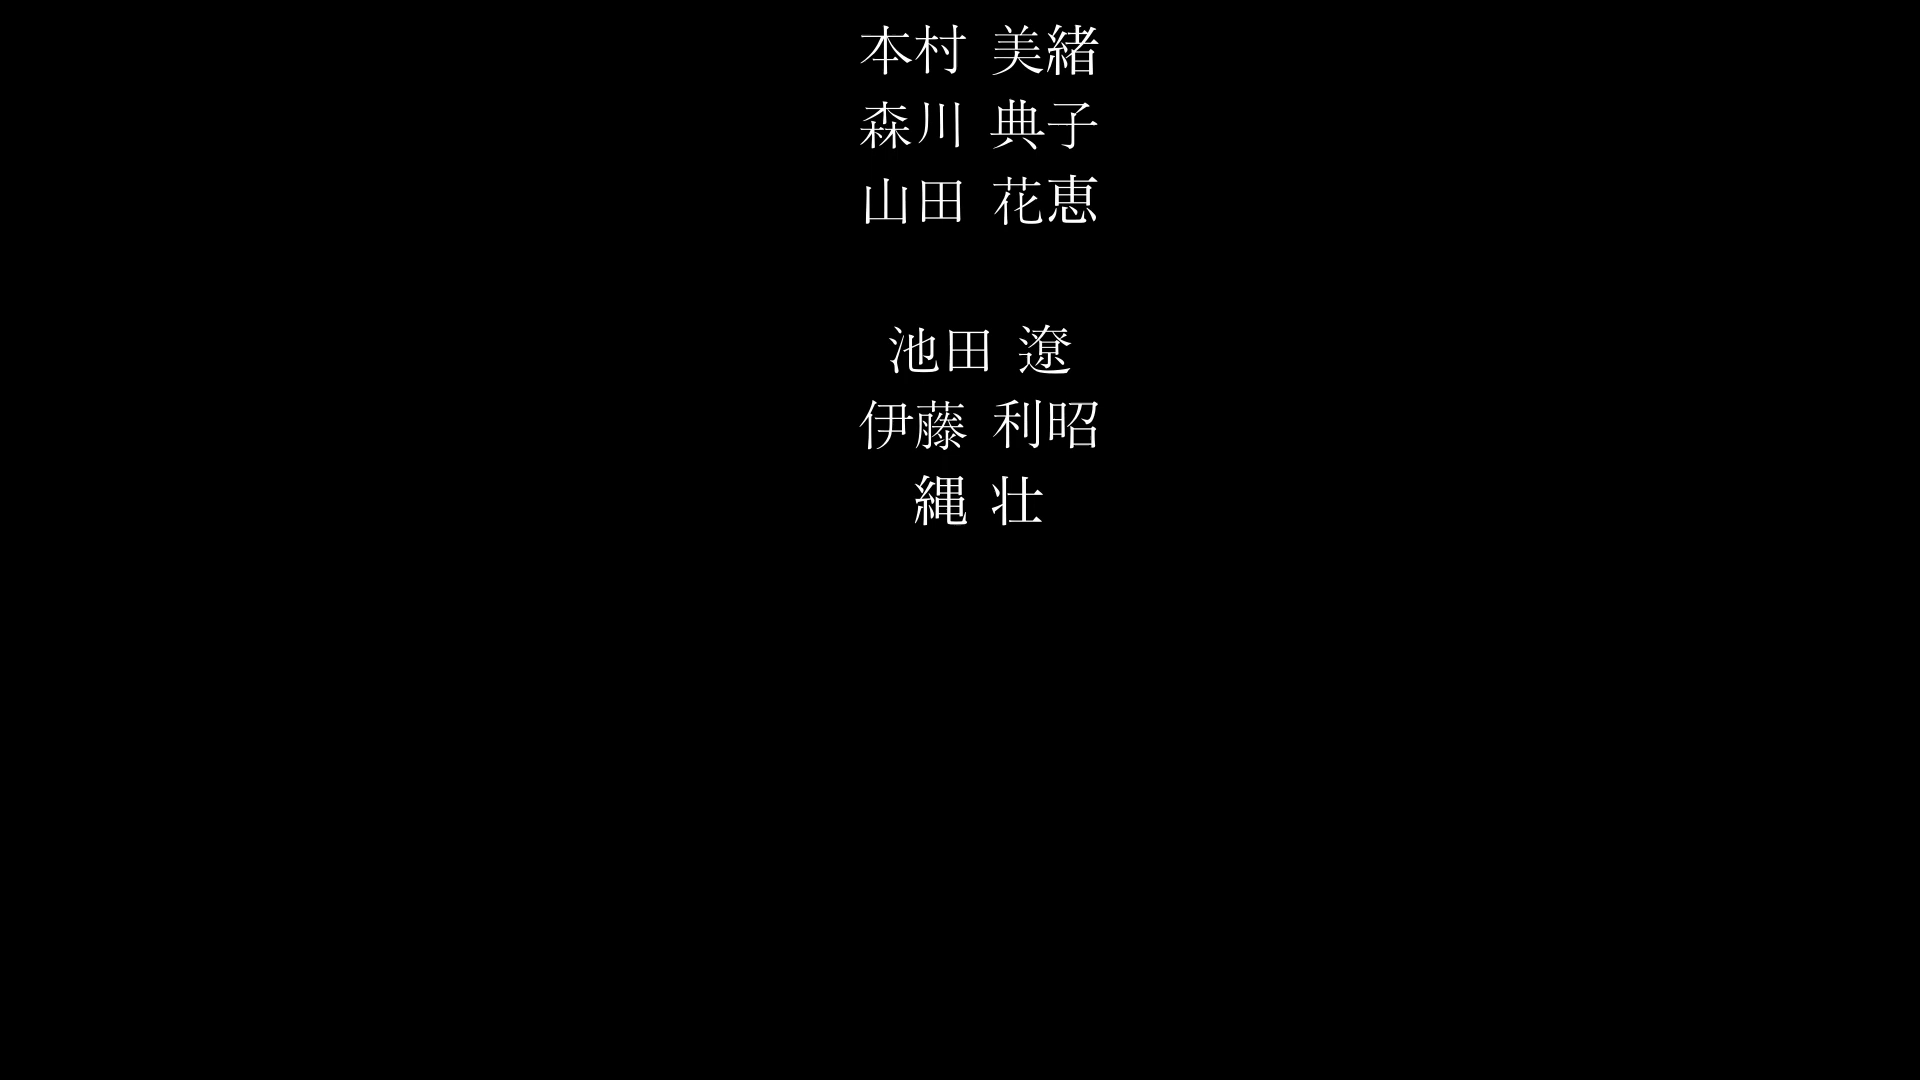 本村 美緒
森川 典子
山田 花恵
池田 遼
伊藤 利昭
縄 壮